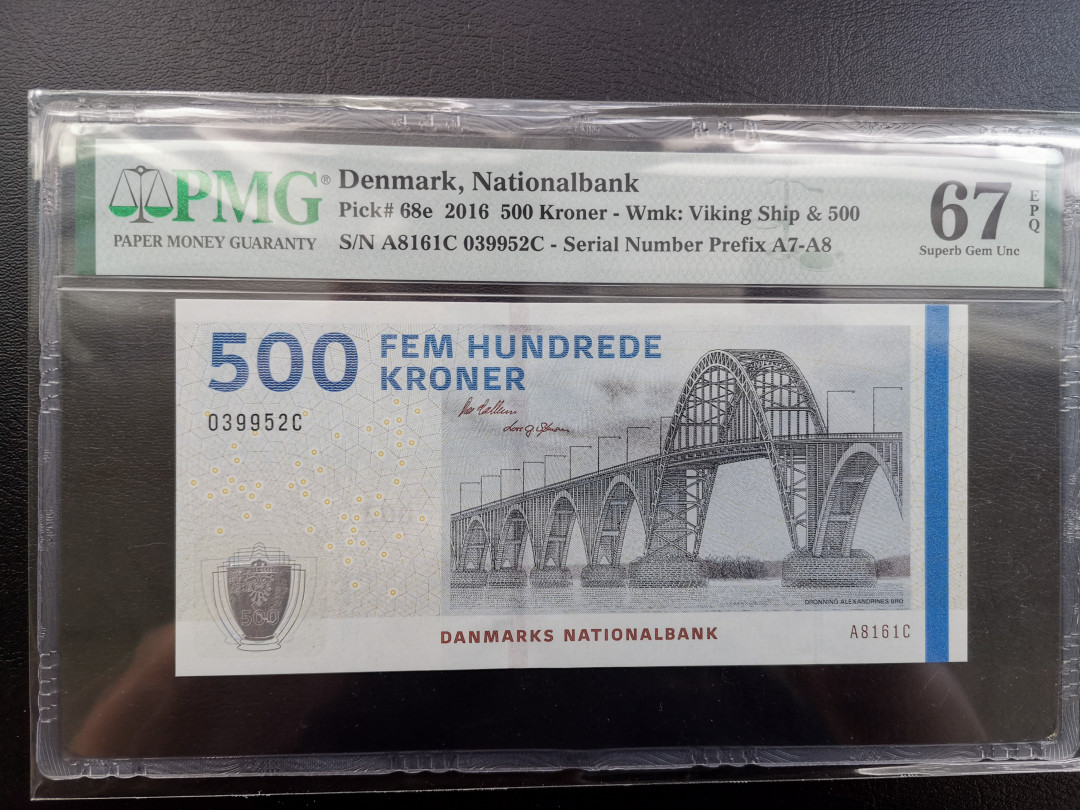 PMG®
PAPER MONEY GUARANTY
Denmark, Nationalbank
Pick# 68e 2016 500 Kroner - Wmk: Viking Ship & 500
S/N A8161C 039952C - Serial Number Prefix A7-A8
67
EPQ
Superb Gem Unc
500 FEM HUNDREDE
KRONER
039952C
500
DRONNING ALEXANDRINES BRO
DANMARKS NATIONALBANK
A8161C